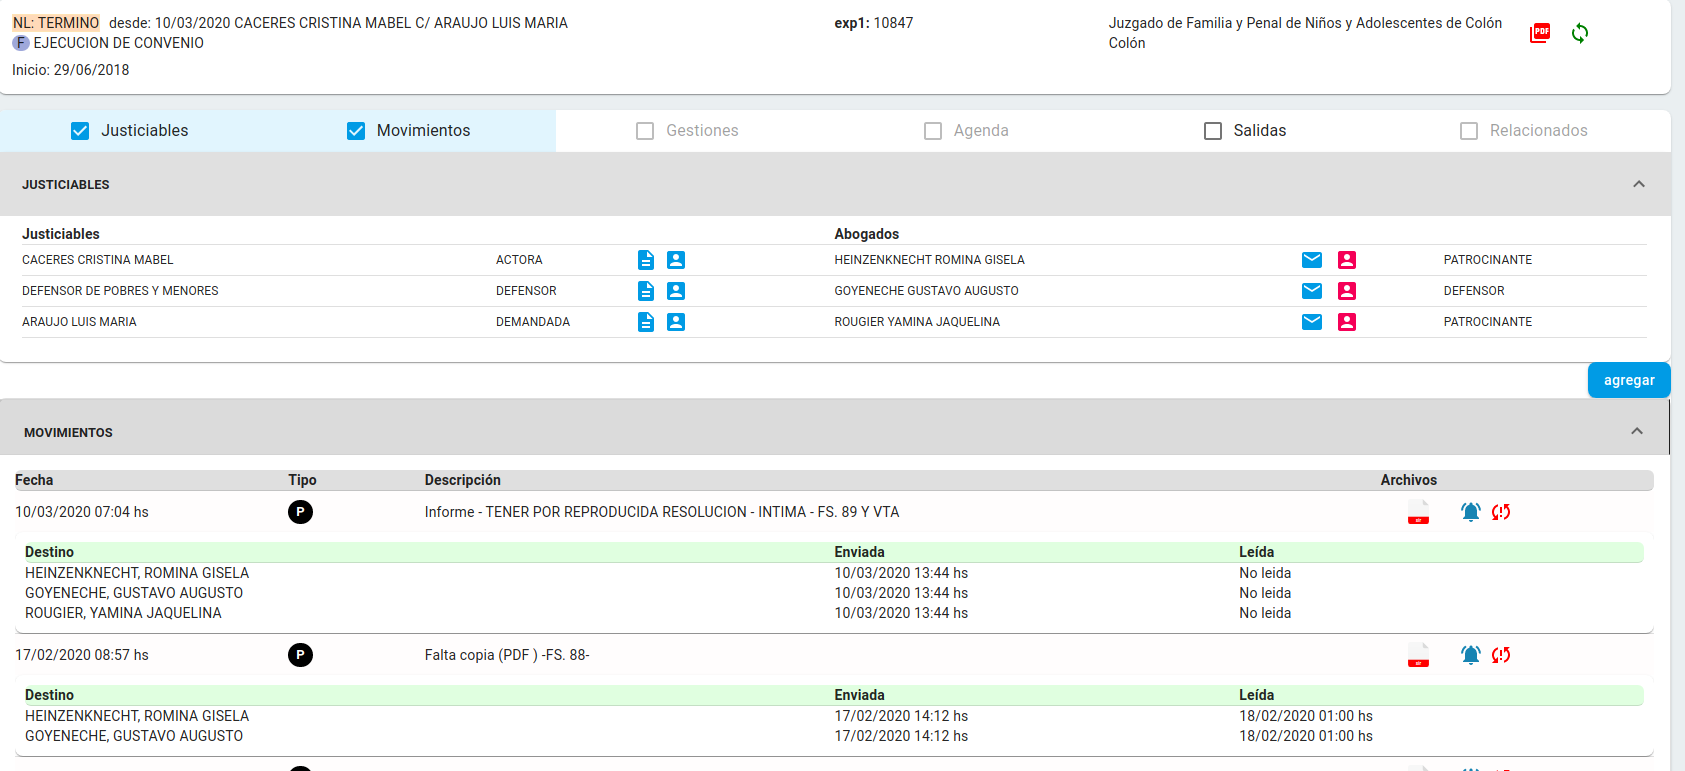 NL: TERMINO desde: 10/03/2020 CACERES CRISTINA MABEL C/ ARAUJO LUIS MARIA
F EJECUCION DE CONVENIO
Inicio: 29/06/2018
exp1: 10847
Juzgado de Familia y Penal de Niños y Adolescentes de Colón
Colón
PDF
Justiciables Movimientos Gestiones Agenda Salidas Relacionados
JUSTICIABLES
Justiciables Abogados
CACERES CRISTINA MABEL ACTORA HEINZENKNECHT ROMINA GISELA PATROCINANTE
DEFENSOR DE POBRES Y MENORES DEFENSOR GOYENECHE GUSTAVO AUGUSTO DEFENSOR
ARAUJO LUIS MARIA DEMANDADA ROUGIER YAMINA JAQUELINA PATROCINANTE
agregar
MOVIMIENTOS
Fecha Tipo Descripción Archivos
10/03/2020 07:04 hs P Informe - TENER POR REPRODUCIDA RESOLUCION - INTIMA - FS. 89 Y VTA
Destino Enviada Leída
HEINZENKNECHT, ROMINA GISELA 10/03/2020 13:44 hs No leida
GOYENECHE, GUSTAVO AUGUSTO 10/03/2020 13:44 hs No leida
ROUGIER, YAMINA JAQUELINA 10/03/2020 13:44 hs No leida
17/02/2020 08:57 hs P Falta copia (PDF ) -FS. 88-
Destino Enviada Leída
HEINZENKNECHT, ROMINA GISELA 17/02/2020 14:12 hs 18/02/2020 01:00 hs
GOYENECHE, GUSTAVO AUGUSTO 17/02/2020 14:12 hs 18/02/2020 01:00 hs